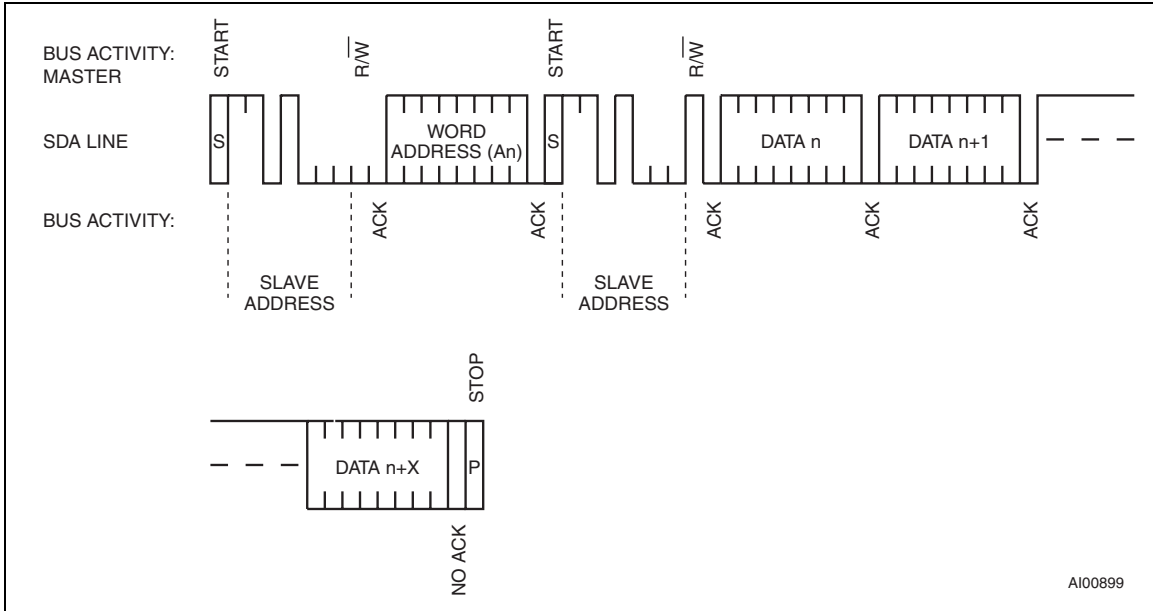 BUS ACTIVITY:
MASTER
START
R/W̅
START
R/W̅
SDA LINE
S
WORD
ADDRESS (An)
S
DATA n
DATA n+1
BUS ACTIVITY:
ACK
ACK
ACK
ACK
ACK
SLAVE
ADDRESS
SLAVE
ADDRESS
STOP
DATA n+X
P
NO ACK
AI00899